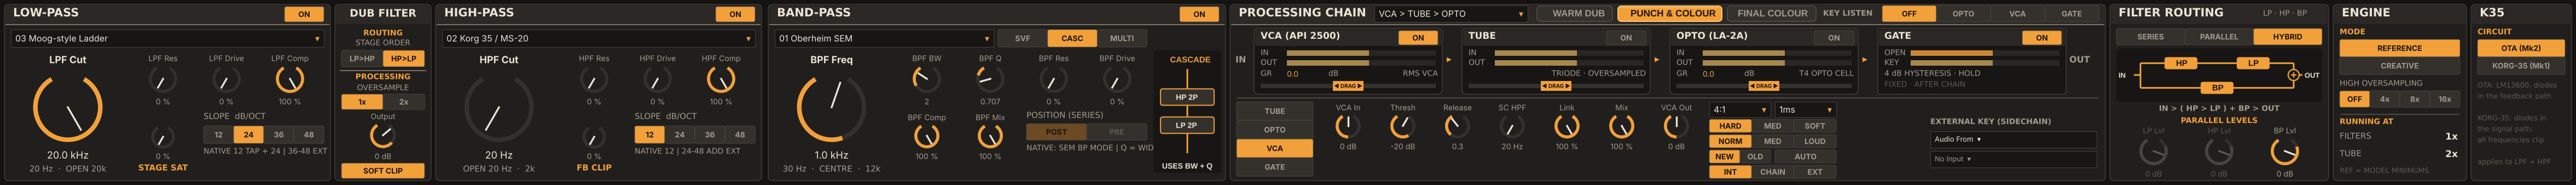 LOW-PASS
ON
03 Moog-style Ladder
LPF Cut
20.0 kHz
20 Hz · OPEN 20k
LPF Res
0 %
LPF Drive
0 %
LPF Comp
100 %
0 %
STAGE SAT
SLOPE dB/OCT
12 24 36 48
NATIVE 12 TAP + 24 | 36-48 EXT
DUB FILTER
ROUTING
STAGE ORDER
LP>HP HP>LP
PROCESSING
OVERSAMPLE
1x 2x
Output
0 dB
SOFT CLIP
HIGH-PASS
ON
02 Korg 35 / MS-20
HPF Cut
20 Hz
OPEN 20 Hz · 2k
HPF Res
0 %
HPF Drive
0 %
HPF Comp
100 %
0 %
FB CLIP
SLOPE dB/OCT
12 24 36 48
NATIVE 12 | 24-48 ADD EXT
BAND-PASS
ON
01 Oberheim SEM
SVF CASC MULTI
BPF Freq
1.0 kHz
30 Hz · CENTRE · 12k
BPF BW
2
BPF Q
0.707
BPF Res
0 %
BPF Drive
0 %
BPF Comp
100 %
BPF Mix
100 %
POSITION (SERIES)
POST PRE
NATIVE: SEM BP MODE | Q = WID
CASCADE
HP 2P
LP 2P
USES BW + Q
PROCESSING CHAIN
VCA > TUBE > OPTO
WARM DUB PUNCH & COLOUR FINAL COLOUR
KEY LISTEN
OFF OPTO VCA GATE
IN
VCA (API 2500)
ON
IN
OUT
GR 0.0 dB RMS VCA
◀ DRAG ▶
TUBE
ON
IN
OUT
TRIODE · OVERSAMPLED
◀ DRAG ▶
OPTO (LA-2A)
ON
IN
OUT
GR 0.0 dB T4 OPTO CELL
◀ DRAG ▶
GATE
ON
OPEN
KEY
4 dB HYSTERESIS · HOLD
FIXED · AFTER CHAIN
OUT
TUBE
OPTO
VCA
GATE
VCA In
0 dB
Thresh
-20 dB
Release
0.3
SC HPF
20 Hz
Link
100 %
Mix
100 %
VCA Out
0 dB
4:1 1ms
HARD MED SOFT
NORM MED LOUD
NEW OLD AUTO
INT CHAIN EXT
EXTERNAL KEY (SIDECHAIN)
Audio From
No Input
FILTER ROUTING
LP · HP · BP
SERIES PARALLEL HYBRID
IN HP LP OUT
BP
IN > ( HP > LP ) + BP > OUT
PARALLEL LEVELS
LP Lvl
0 dB
HP Lvl
0 dB
BP Lvl
0 dB
ENGINE
MODE
REFERENCE
CREATIVE
HIGH OVERSAMPLING
OFF 4x 8x 16x
RUNNING AT
FILTERS 1x
TUBE 2x
REF = MODEL MINIMUMS
K35
CIRCUIT
OTA (Mk2)
KORG-35 (Mk1)
OTA: LM13600, diodes
in the feedback path
KORG-35: diodes in
the signal path:
all frequencies clip
applies to LPF + HPF